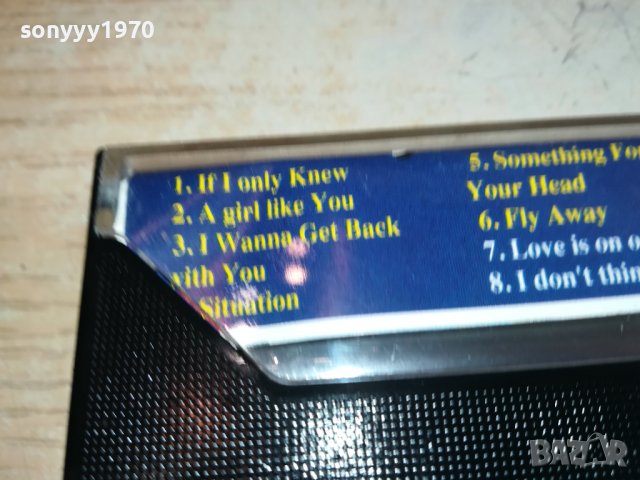 sonyyy1970
1. If I only Knew
2. A girl like You
3. I Wanna Get Back
with You
Situation
5. Something You
Your Head
6. Fly Away
7. Love is on o
8. I don't thin
BAZAR